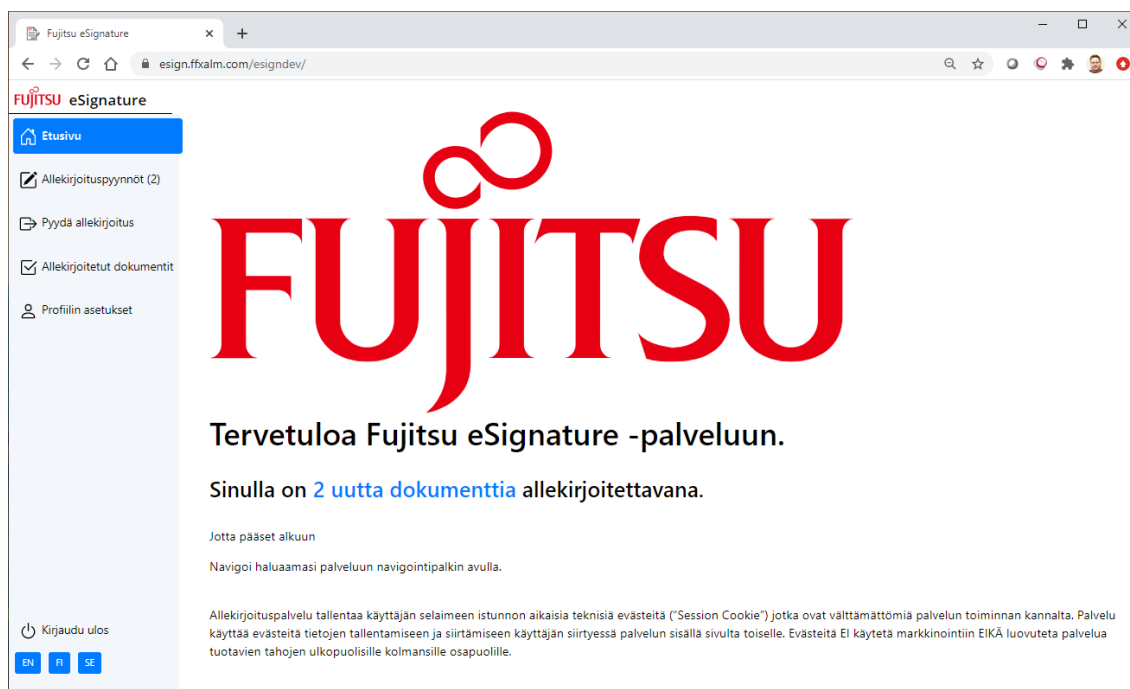 Fujitsu eSignature
esign.ffxalm.com/esigndev/
FUJITSU eSignature
Etusivu
Allekirjoituspyynnöt (2)
Pyydä allekirjoitus
Allekirjoitetut dokumentit
Profiilin asetukset
FUJITSU
Tervetuloa Fujitsu eSignature -palveluun.
Sinulla on 2 uutta dokumenttia allekirjoitettavana.
Jotta pääset alkuun
Navigoi haluaamasi palveluun navigointipalkin avulla.
Allekirjoituspalvelu tallentaa käyttäjän selaimeen istunnon aikaisia teknisiä evästeitä ("Session Cookie") jotka ovat välttämättömiä palvelun toiminnan kannalta. Palvelu
käyttää evästeitä tietojen tallentamiseen ja siirtämiseen käyttäjän siirtyessä palvelun sisällä sivulta toiselle. Evästeitä EI käytetä markkinointiin EIKÄ luovuteta palvelua
tuotavien tahojen ulkopuolisille kolmansille osapuolille.
Kirjaudu ulos
EN FI SE